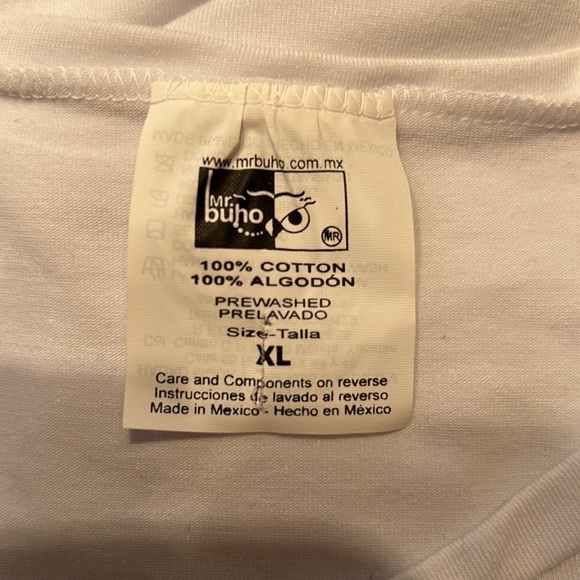 www.mrbuho.com.mx
Mr.
buho
MR
100% COTTON
100% ALGODÓN
PREWASHED
PRELAVADO
Size-Talla
XL
Care and Components on reverse
Instrucciones de lavado al reverso
Made in Mexico - Hecho en México